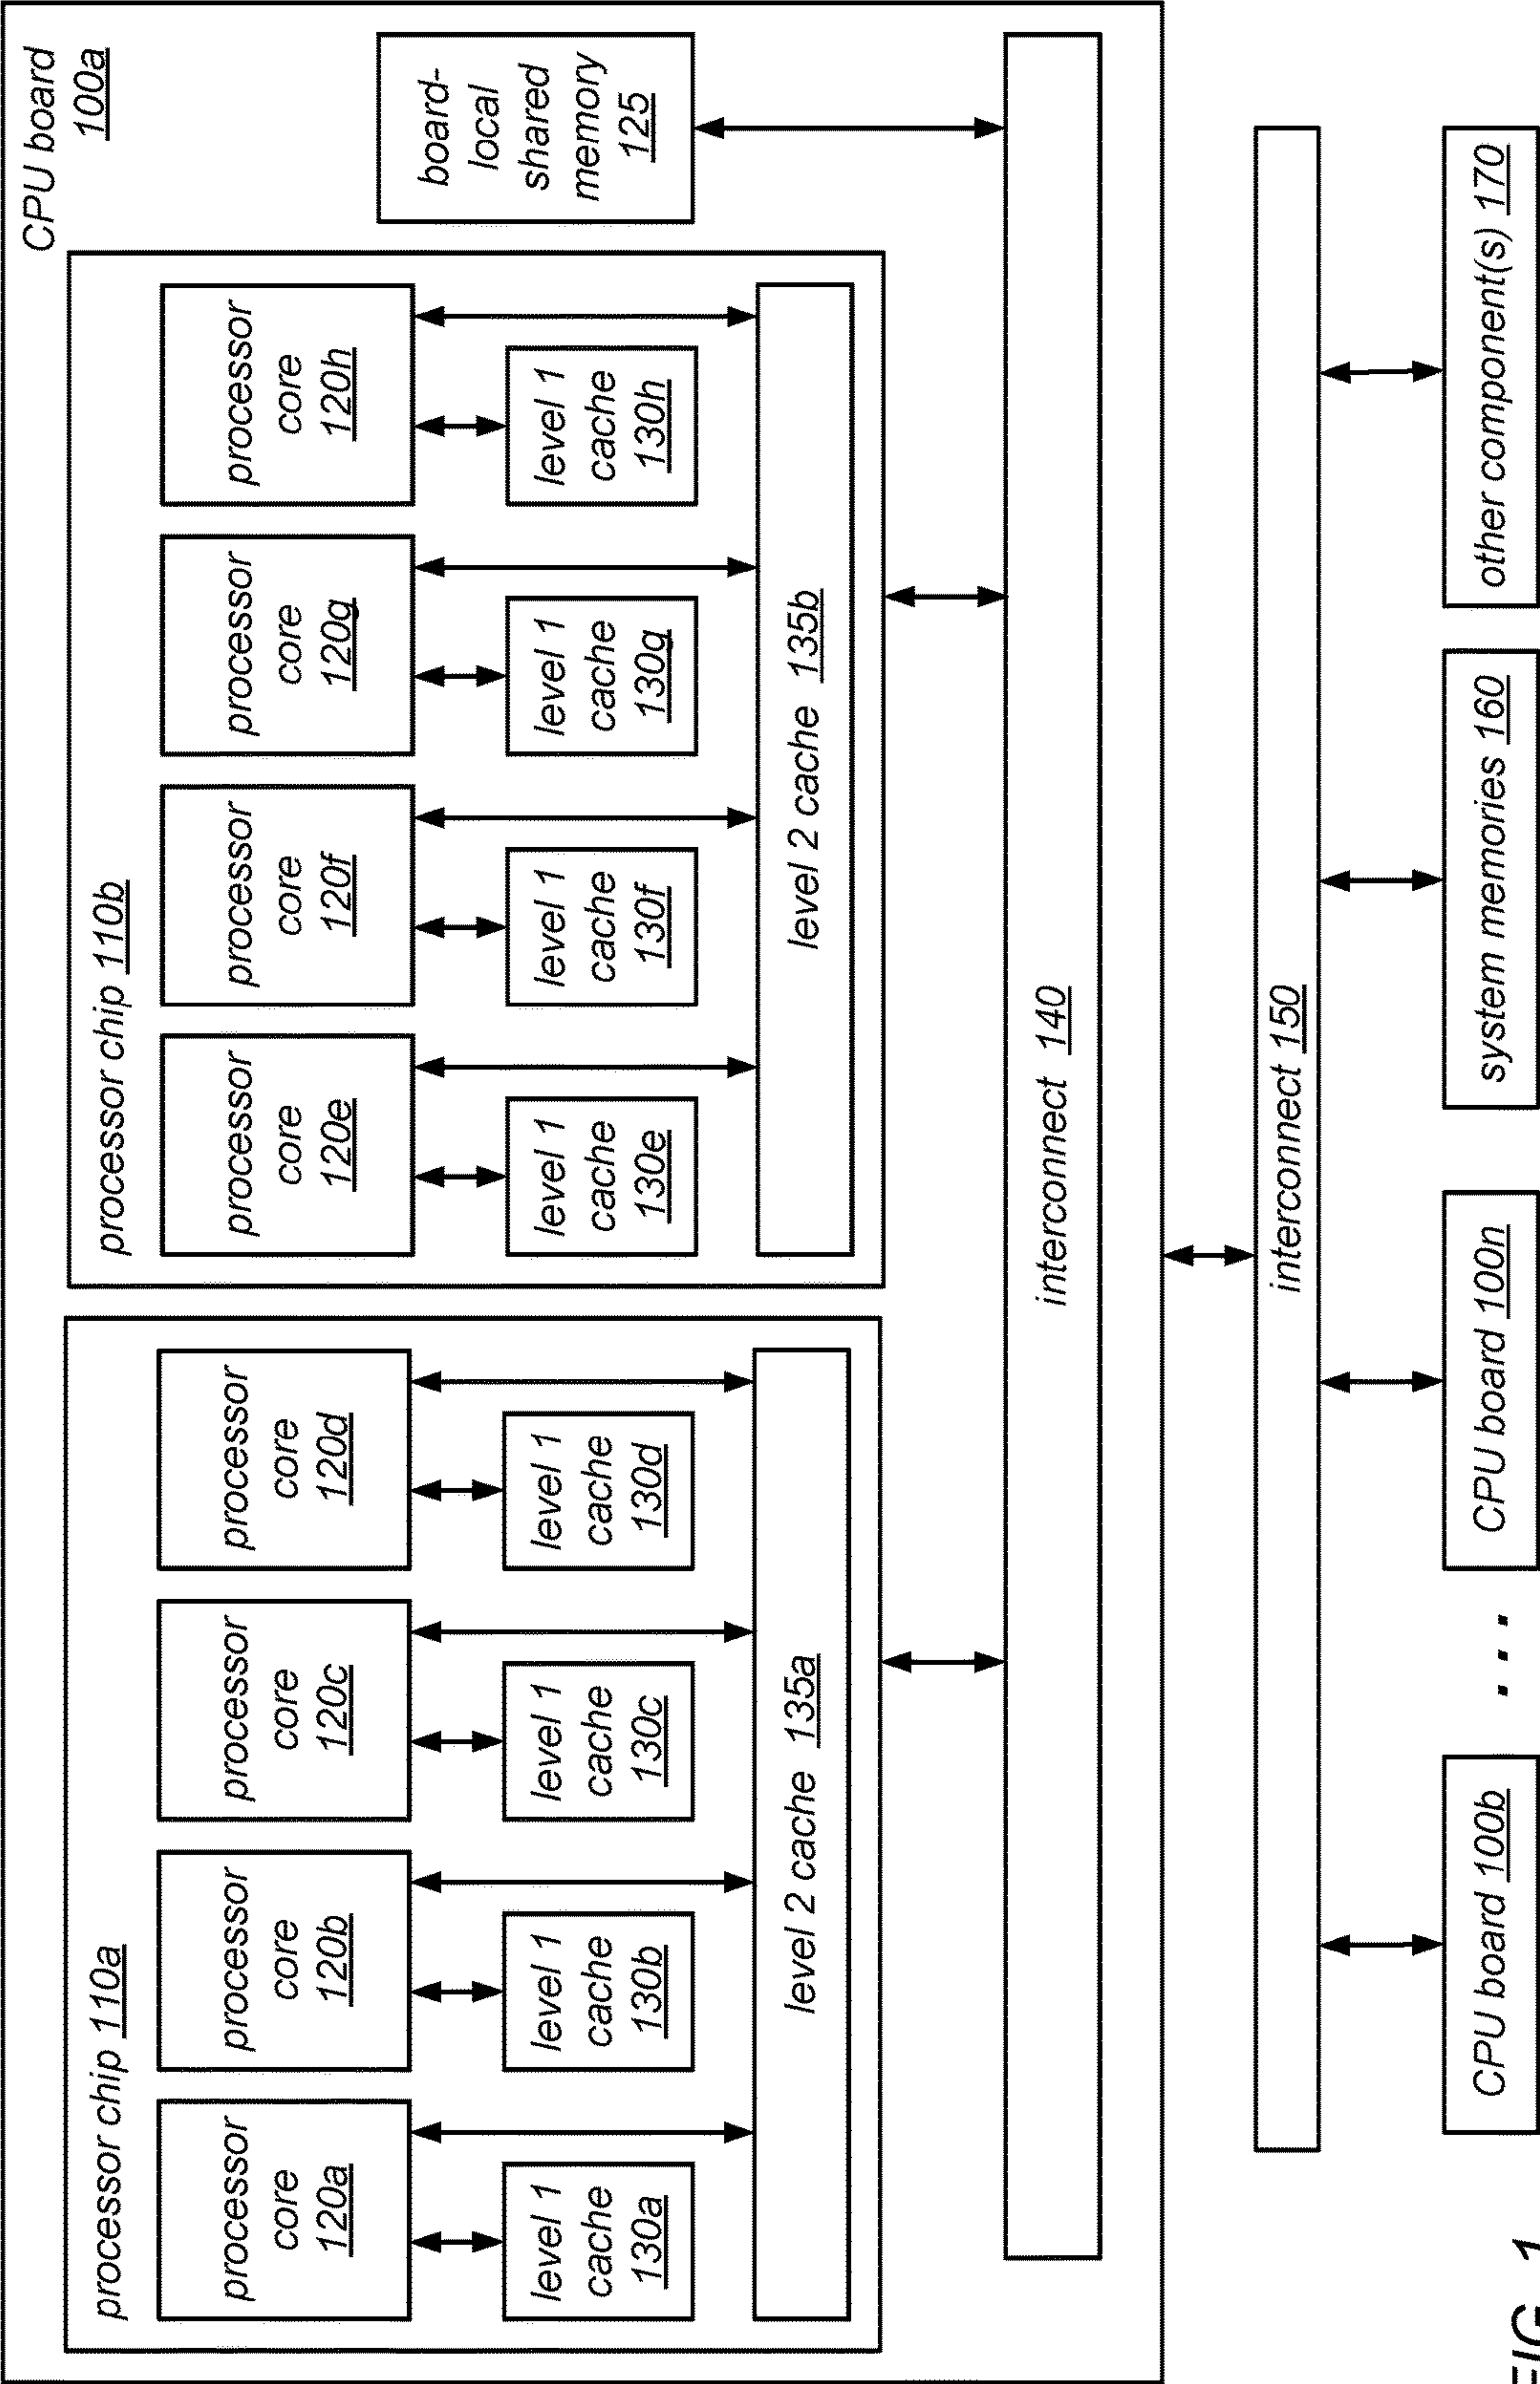 CPU board
100a
processor chip 110a
processor
core
120a
processor
core
120b
processor
core
120c
processor
core
120d
level 1
cache
130a
level 1
cache
130b
level 1
cache
130c
level 1
cache
130d
level 2 cache 135a
processor chip 110b
processor
core
120e
processor
core
120f
processor
core
120g
processor
core
120h
level 1
cache
130e
level 1
cache
130f
level 1
cache
130g
level 1
cache
130h
level 2 cache 135b
board-
local
shared
memory
125
interconnect 140
interconnect 150
CPU board 100b
. . .
CPU board 100n
system memories 160
other component(s) 170
FIG. 1